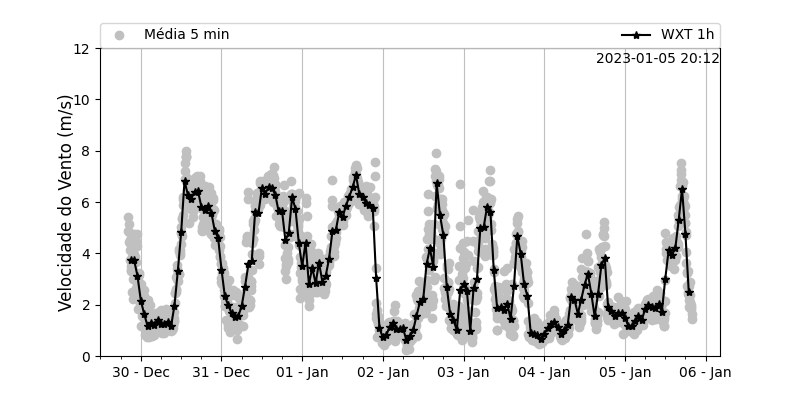 Média 5 min
WXT 1h
2023-01-05 20:12
Velocidade do Vento (m/s)
12
10
8
6
4
2
0
30 - Dec
31 - Dec
01 - Jan
02 - Jan
03 - Jan
04 - Jan
05 - Jan
06 - Jan